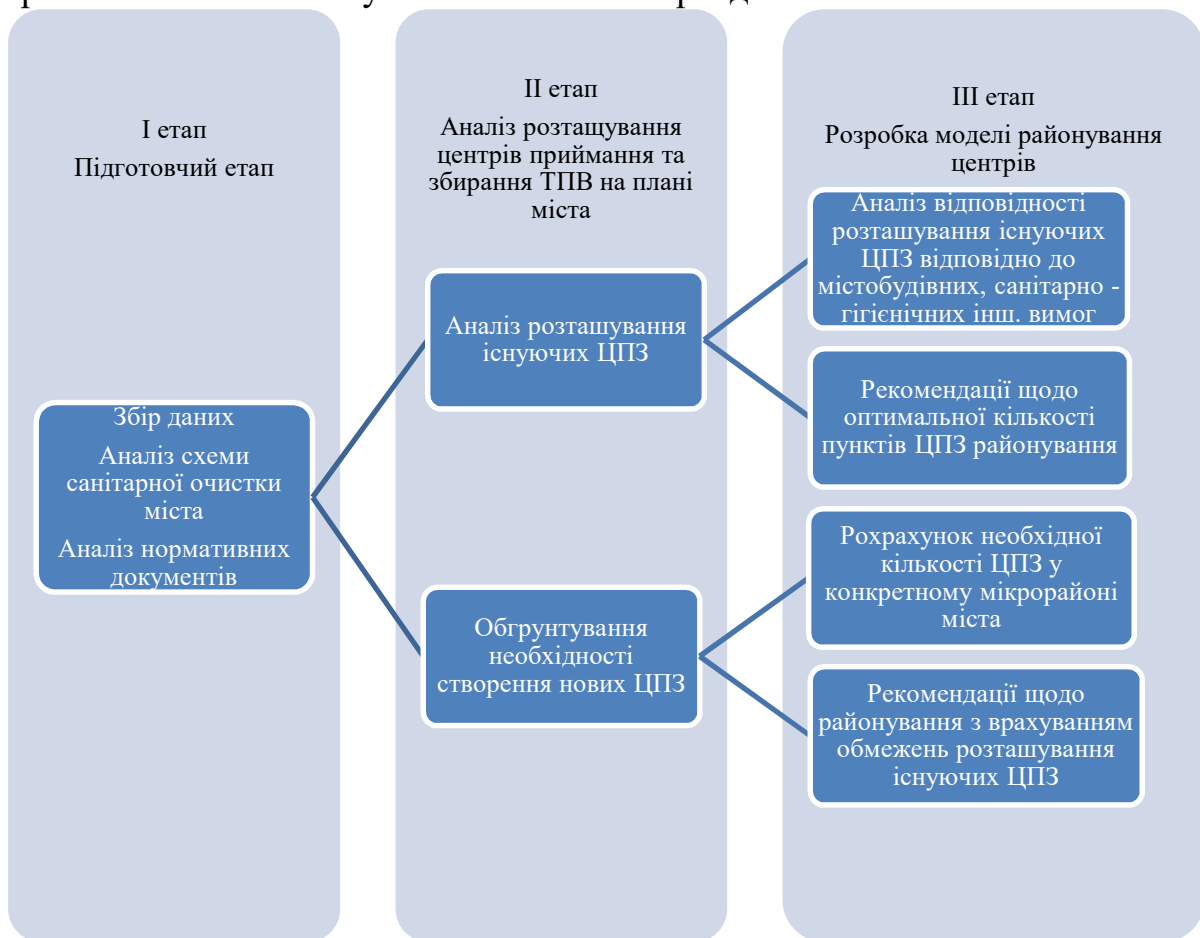 І етап
Підготовчий етап
Збір даних
Аналіз схеми
санітарної очистки
міста
Аналіз нормативних
документів
ІІ етап
Аналіз розтащування
центрів приймання та
збирання ТПВ на плані
міста
Аналіз розташування
існуючих ЦПЗ
Обгрунтування
необхідності
створення нових ЦПЗ
ІІІ етап
Розробка моделі районування
центрів
Аналіз відповідності
розташування існуючих
ЦПЗ відповідно до
містобудівних, санітарно -
гігієнічних інш. вимог
Рекомендації щодо
оптимальної кількості
пунктів ЦПЗ районування
Рохрахунок необхідної
кількості ЦПЗ у
конкретному мікрорайоні
міста
Рекомендації щодо
районування з врахуванням
обмежень розташування
існуючих ЦПЗ